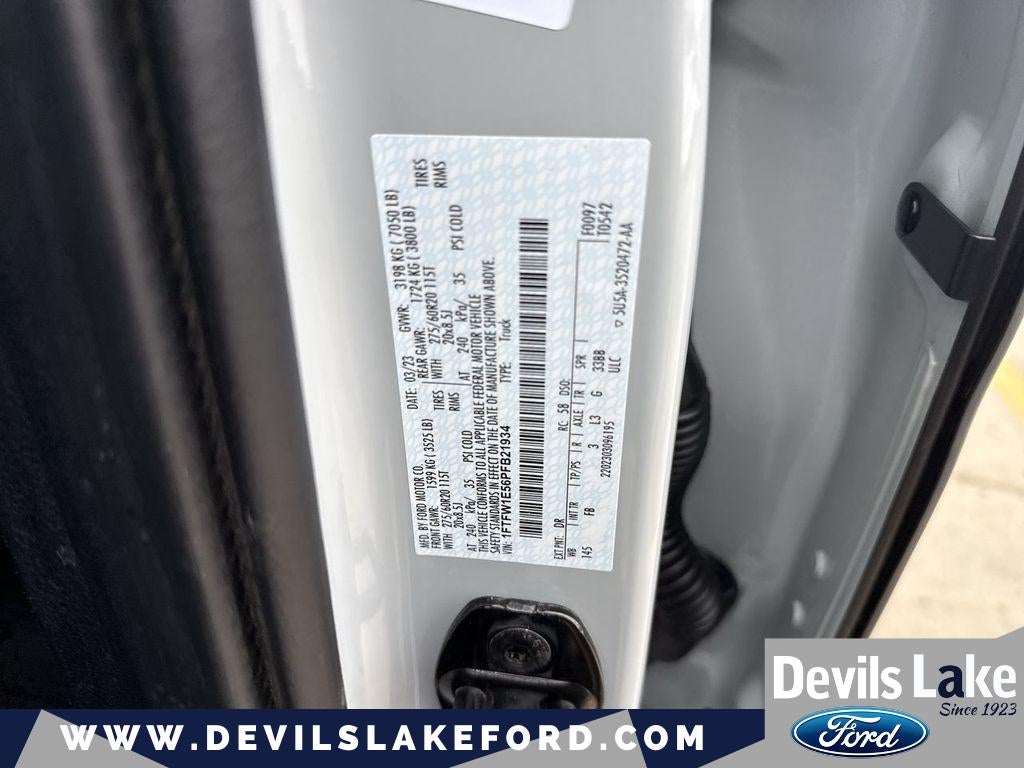 MFD. BY FORD MOTOR CO. DATE: 03/23 GVWR: 3198 KG ( 7050 LB)
FRONT GAWR: 1599 KG ( 3525 LB) REAR GAWR: 1724 KG ( 3800 LB)
WITH 275/60R20 115T TIRES WITH 275/60R20 115T TIRES
20x8.5J RIMS 20x8.5J RIMS
AT 240 kPa/ 35 PSI COLD AT 240 kPa/ 35 PSI COLD
THIS VEHICLE CONFORMS TO ALL APPLICABLE FEDERAL MOTOR VEHICLE
SAFETY STANDARDS IN EFFECT ON THE DATE OF MANUFACTURE SHOWN ABOVE.
VIN: 1FTFW1E56PFB21934 TYPE: Truck
EXT PNT: DR RC: 58 DSO: F0097
WB INT TR TP/PS R AXLE TR SPR T0542
145 FB 3 L3 G 33BB
2202303096195 ULC
▽ 5U5A-3520472-AA
WWW.DEVILSLAKEFORD.COM
Devils Lake
Since 1923
Ford